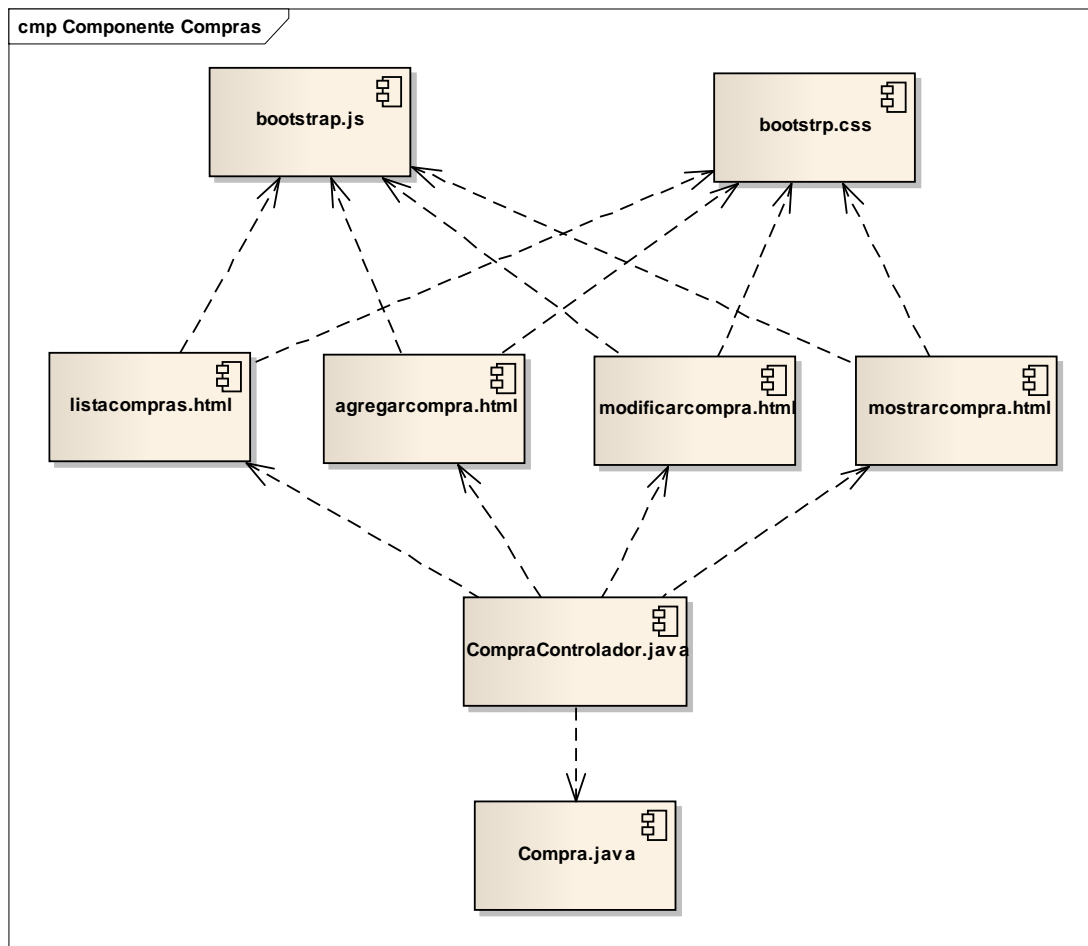 cmp Componente Compras
bootstrap.js
bootstrp.css
listacompras.html
agregarcompra.html
modificarcompra.html
mostrarcompra.html
CompraControlador.java
Compra.java